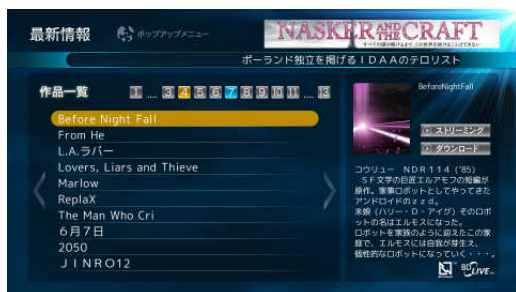 最新情報
ポップアップメニュー
NASKER AND THE CRAFT
ポーランド独立を掲げるIDAAのテロリスト
作品一覧
1 ... 3 4 5 6 7 8 9 10 11 ... 13
Before Night Fall
From He
L.A.ラバー
Lovers, Liars and Thieve
Marlow
ReplaX
The Man Who Cri
6月7日
2050
JINRO12
BeforeNightFall
ストリーミング
ダウンロード
コウリュー NDR114('85)
SF文学の巨匠エルアモフの短編が
原作。家事ロボットとしてやってきた
アンドロイドのzzd。
末娘(ハリー・D・アイグ)そのロボ
ットの名はエルモスになった。
ロボットを家族のように迎えたこの家
庭で、エルモスには自我が芽生え、
個性的なロボットになっていく・・・。
BD LIVE